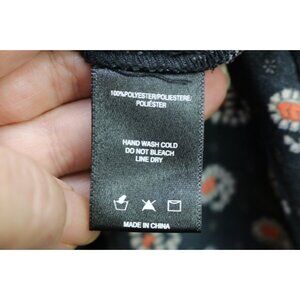 100%POLYESTER/POLIESTERE/
POLIÉSTER
HAND WASH COLD
DO NOT BLEACH
LINE DRY
MADE IN CHINA